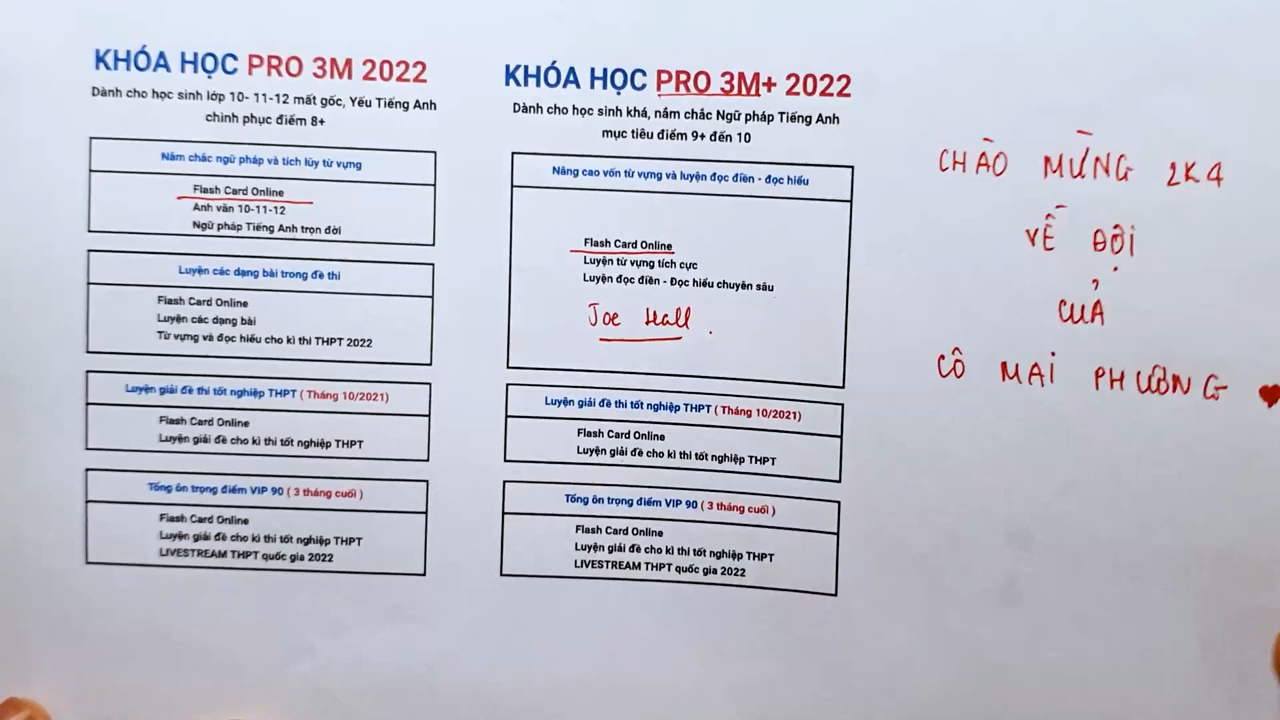 KHÓA HỌC PRO 3M 2022
Dành cho học sinh lớp 10- 11-12 mất gốc, Yếu Tiếng Anh
chinh phục điểm 8+
Nắm chắc ngữ pháp và tích lũy từ vựng
Flash Card Online
Anh văn 10-11-12
Ngữ pháp Tiếng Anh trọn đời
Luyện các dạng bài trong đề thi
Flash Card Online
Luyện các dạng bài
Từ vựng và đọc hiểu cho kì thi THPT 2022
Luyện giải đề thi tốt nghiệp THPT ( Tháng 10/2021)
Flash Card Online
Luyện giải đề cho kì thi tốt nghiệp THPT
Tổng ôn trọng điểm VIP 90 ( 3 tháng cuối )
Flash Card Online
Luyện giải đề cho kì thi tốt nghiệp THPT
LIVESTREAM THPT quốc gia 2022
KHÓA HỌC PRO 3M+ 2022
Dành cho học sinh khá, nắm chắc Ngữ pháp Tiếng Anh
mục tiêu điểm 9+ đến 10
Nâng cao vốn từ vựng và luyện đọc điền - đọc hiểu
Flash Card Online
Luyện từ vựng tích cực
Luyện đọc điền - Đọc hiểu chuyên sâu
Joe Hall .
Luyện giải đề thi tốt nghiệp THPT ( Tháng 10/2021)
Flash Card Online
Luyện giải đề cho kì thi tốt nghiệp THPT
Tổng ôn trọng điểm VIP 90 ( 3 tháng cuối )
Flash Card Online
Luyện giải đề cho kì thi tốt nghiệp THPT
LIVESTREAM THPT quốc gia 2022
CHÀO MỪNG 2K4
VỀ ĐỘI
CỦA
CÔ MAI PHƯƠNG